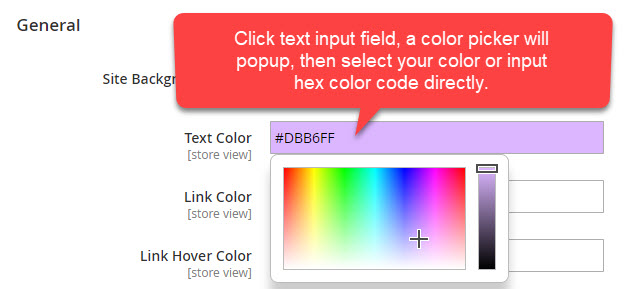 General
Click text input field, a color picker will
popup, then select your color or input
hex color code directly.
Site
Text Color
#DBB6FF
[store view]
Link Color
[store view]
Link Hover Color
[store view]